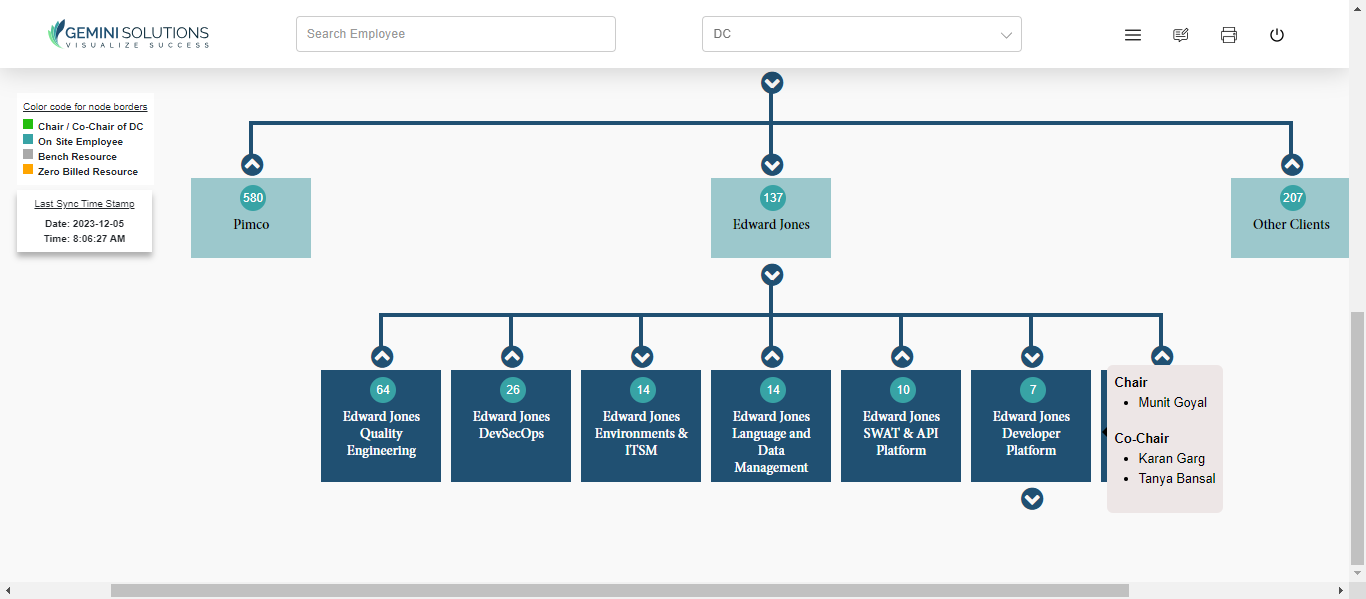 GEMINI SOLUTIONS
VISUALIZE SUCCESS
Search Employee
DC
Color code for node borders
Chair / Co-Chair of DC
On Site Employee
Bench Resource
Zero Billed Resource
Last Sync Time Stamp
Date: 2023-12-05
Time: 8:06:27 AM
580
Pimco
137
Edward Jones
207
Other Clients
64
Edward Jones
Quality
Engineering
26
Edward Jones
DevSecOps
14
Edward Jones
Environments &
ITSM
14
Edward Jones
Language and
Data
Management
10
Edward Jones
SWAT & API
Platform
7
Edward Jones
Developer
Platform
Chair
Munit Goyal
Co-Chair
Karan Garg
Tanya Bansal